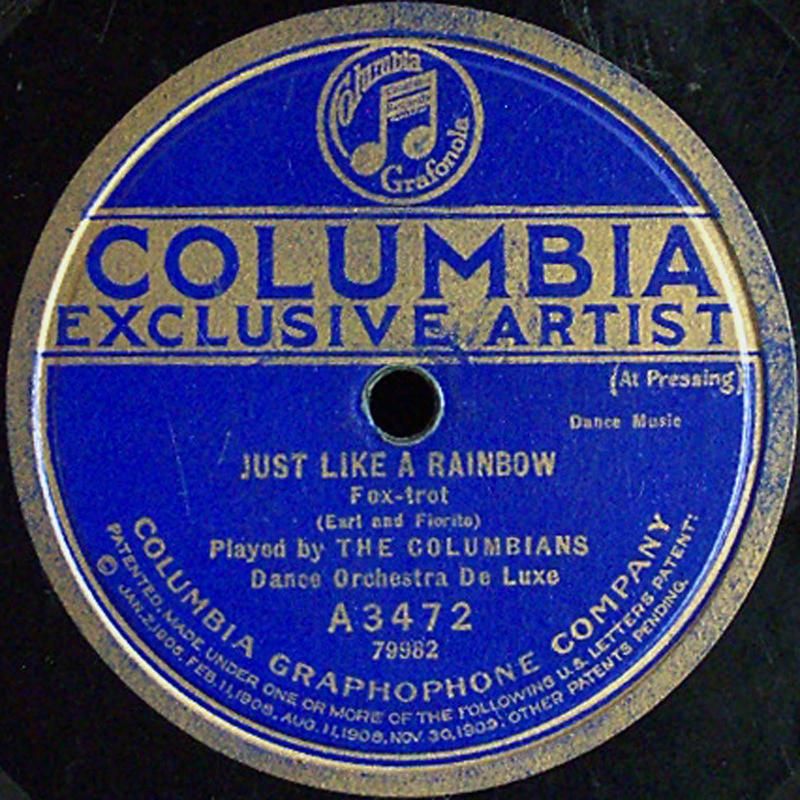 Columbia
Grafonola
COLUMBIA
EXCLUSIVE ARTIST
(At Pressing)
Dance Music
JUST LIKE A RAINBOW
Fox-trot
(Earl and Fiorito)
Played by THE COLUMBIANS
Dance Orchestra De Luxe
A3472
79982
COLUMBIA GRAPHOPHONE COMPANY
© PATENTED, MADE UNDER ONE OR MORE OF THE FOLLOWING U.S. LETTERS PATENT:
JAN. 2, 1906, FEB. 11, 1908, AUG. 11, 1908, NOV. 30, 1909, OTHER PATENTS PENDING.